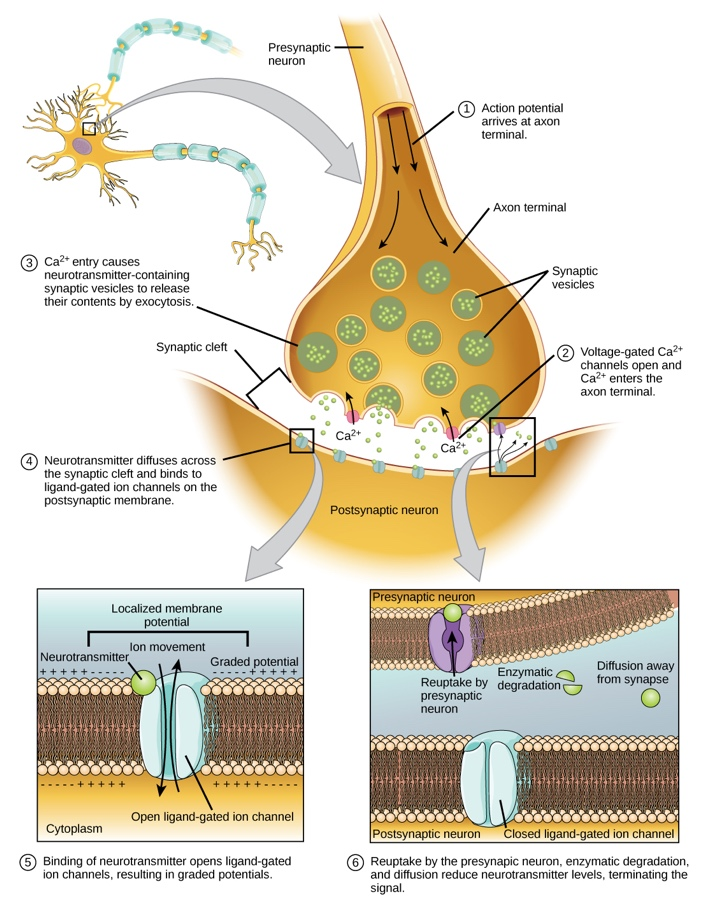 Presynaptic
neuron
1 Action potential
arrives at axon
terminal.
Axon terminal
3 Ca2+ entry causes
neurotransmitter-containing
synaptic vesicles to release
their contents by exocytosis.
Synaptic
vesicles
Synaptic cleft
2 Voltage-gated Ca2+
channels open and
Ca2+ enters the
axon terminal.
Ca2+
Ca2+
4 Neurotransmitter diffuses across
the synaptic cleft and binds to
ligand-gated ion channels on the
postsynaptic membrane.
Postsynaptic neuron
Localized membrane
potential
Ion movement
Neurotransmitter
Graded potential
+ + + + + - - - - -
- - - - - + + + + +
- - - - - + + + + +
+ + + + + - - - - -
Open ligand-gated ion channel
Cytoplasm
5 Binding of neurotransmitter opens ligand-gated
ion channels, resulting in graded potentials.
Presynaptic neuron
Reuptake by
presynaptic
neuron
Enzymatic
degradation
Diffusion away
from synapse
Postsynaptic neuron
Closed ligand-gated ion channel
6 Reuptake by the presynapic neuron, enzymatic degradation,
and diffusion reduce neurotransmitter levels, terminating the
signal.